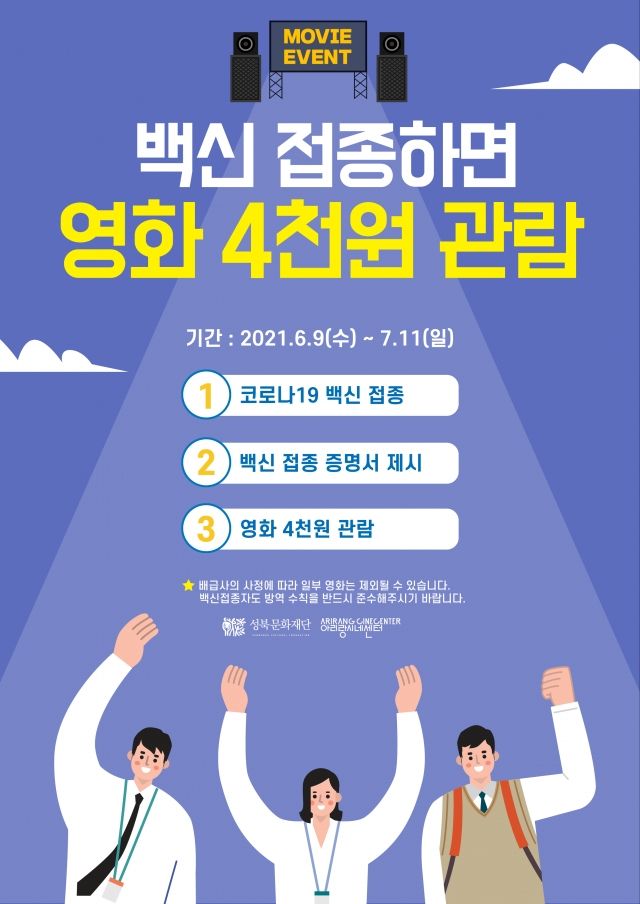 MOVIE
EVENT
백신 접종하면
영화 4천원 관람
기간 : 2021.6.9(수) ~ 7.11(일)
1 코로나19 백신 접종
2 백신 접종 증명서 제시
3 영화 4천원 관람
배급사의 사정에 따라 일부 영화는 제외될 수 있습니다.
백신접종자도 방역 수칙을 반드시 준수해주시기 바랍니다.
성북문화재단
ARIRANG CINECENTER
아리랑시네센터